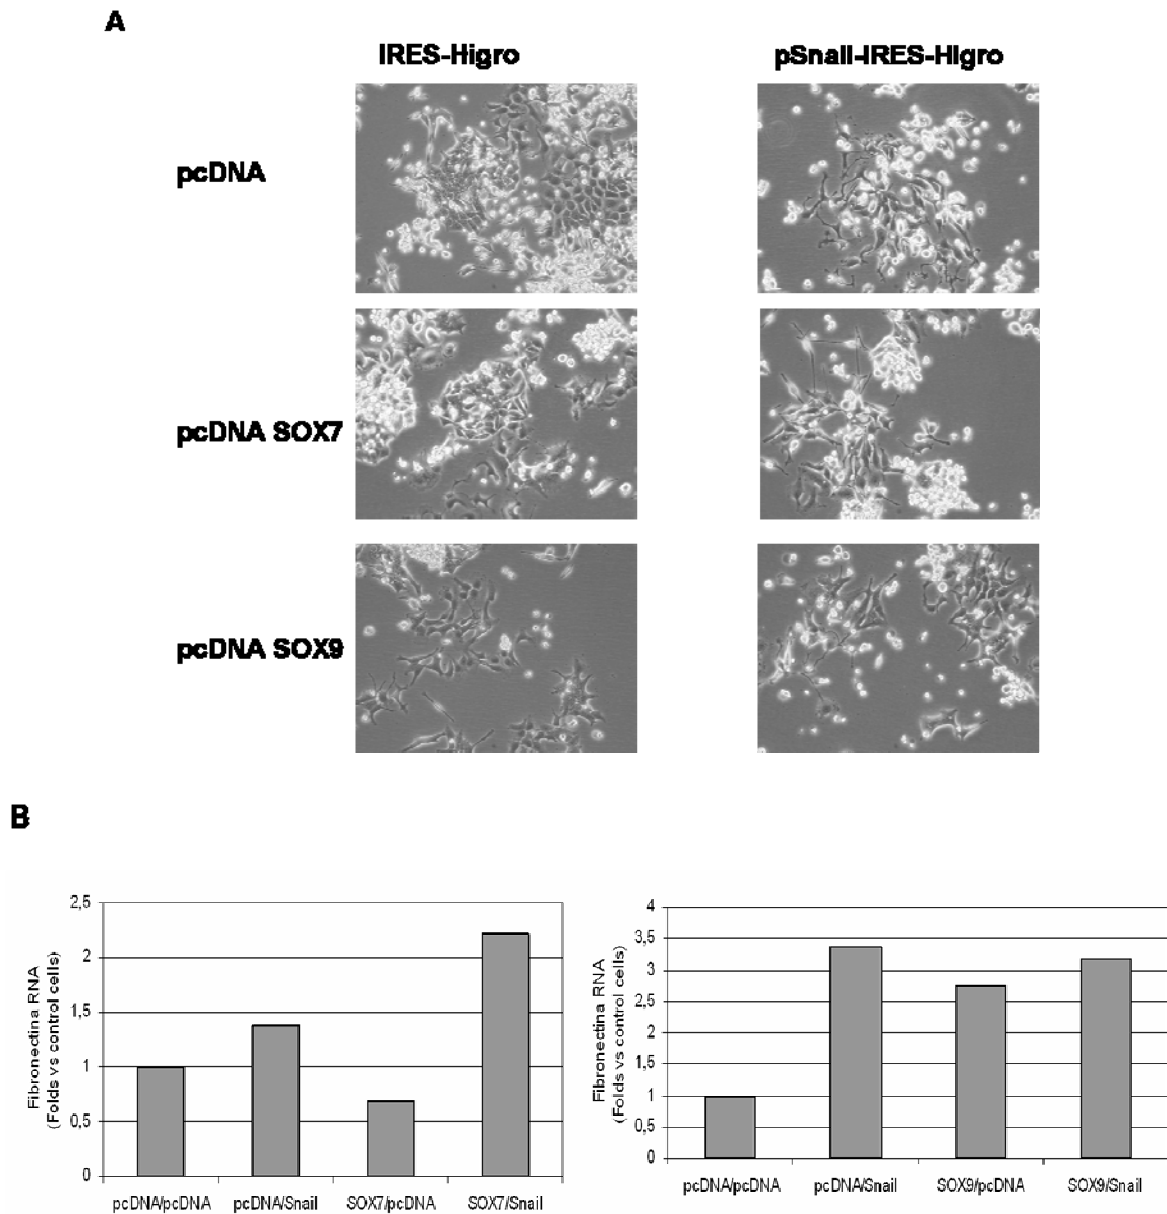 A
IRES-Higro
pSnail-IRES-Higro
pcDNA
pcDNA SOX7
pcDNA SOX9
B
Fibronectina RNA
(Folds vs control cells)
2,5
2
1,5
1
0,5
0
pcDNA/pcDNA
pcDNA/Snail
SOX7/pcDNA
SOX7/Snail
Fibronectina RNA
(Folds vs control cells)
4
3,5
3
2,5
2
1,5
1
0,5
0
pcDNA/pcDNA
pcDNA/Snail
SOX9/pcDNA
SOX9/Snail